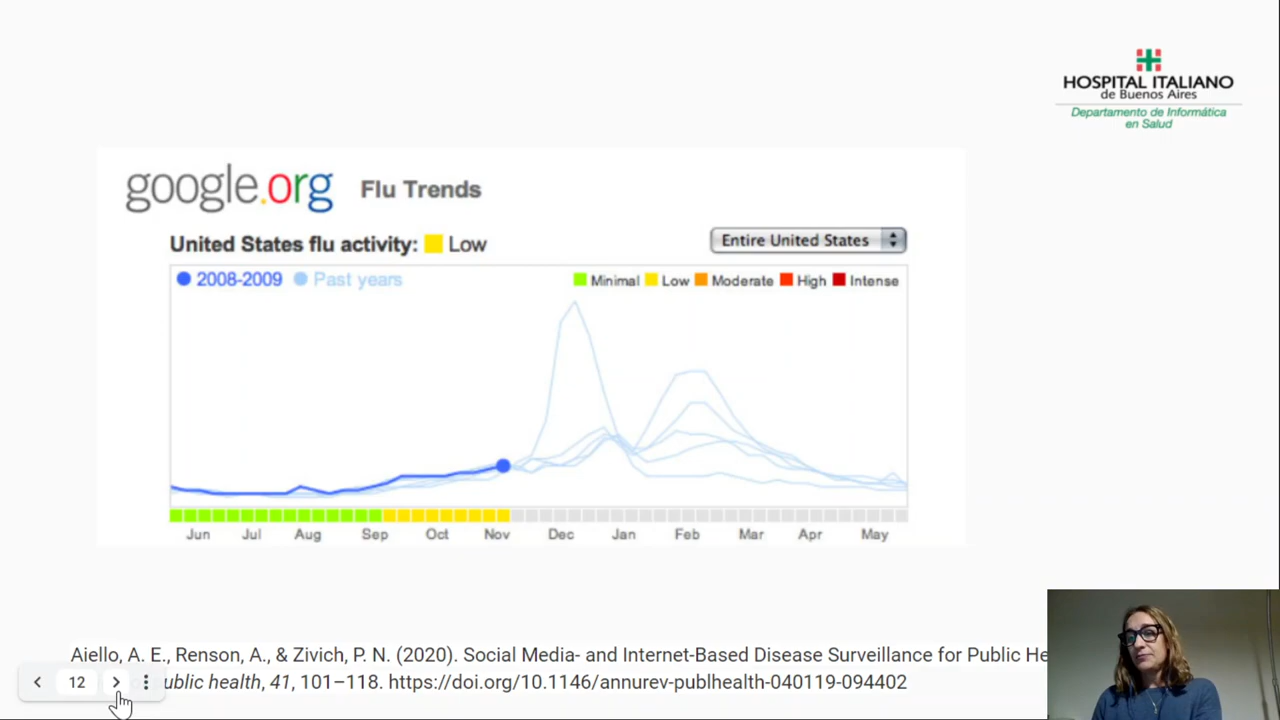 HOSPITAL ITALIANO
de Buenos Aires
Departamento de Informática
en Salud
google.org Flu Trends
United States flu activity: Low
Entire United States
2008-2009 Past years
Minimal Low Moderate High Intense
Jun Jul Aug Sep Oct Nov Dec Jan Feb Mar Apr May
Aiello, A. E., Renson, A., & Zivich, P. N. (2020). Social Media- and Internet-Based Disease Surveillance for Public He
public health, 41, 101–118. https://doi.org/10.1146/annurev-publhealth-040119-094402
12